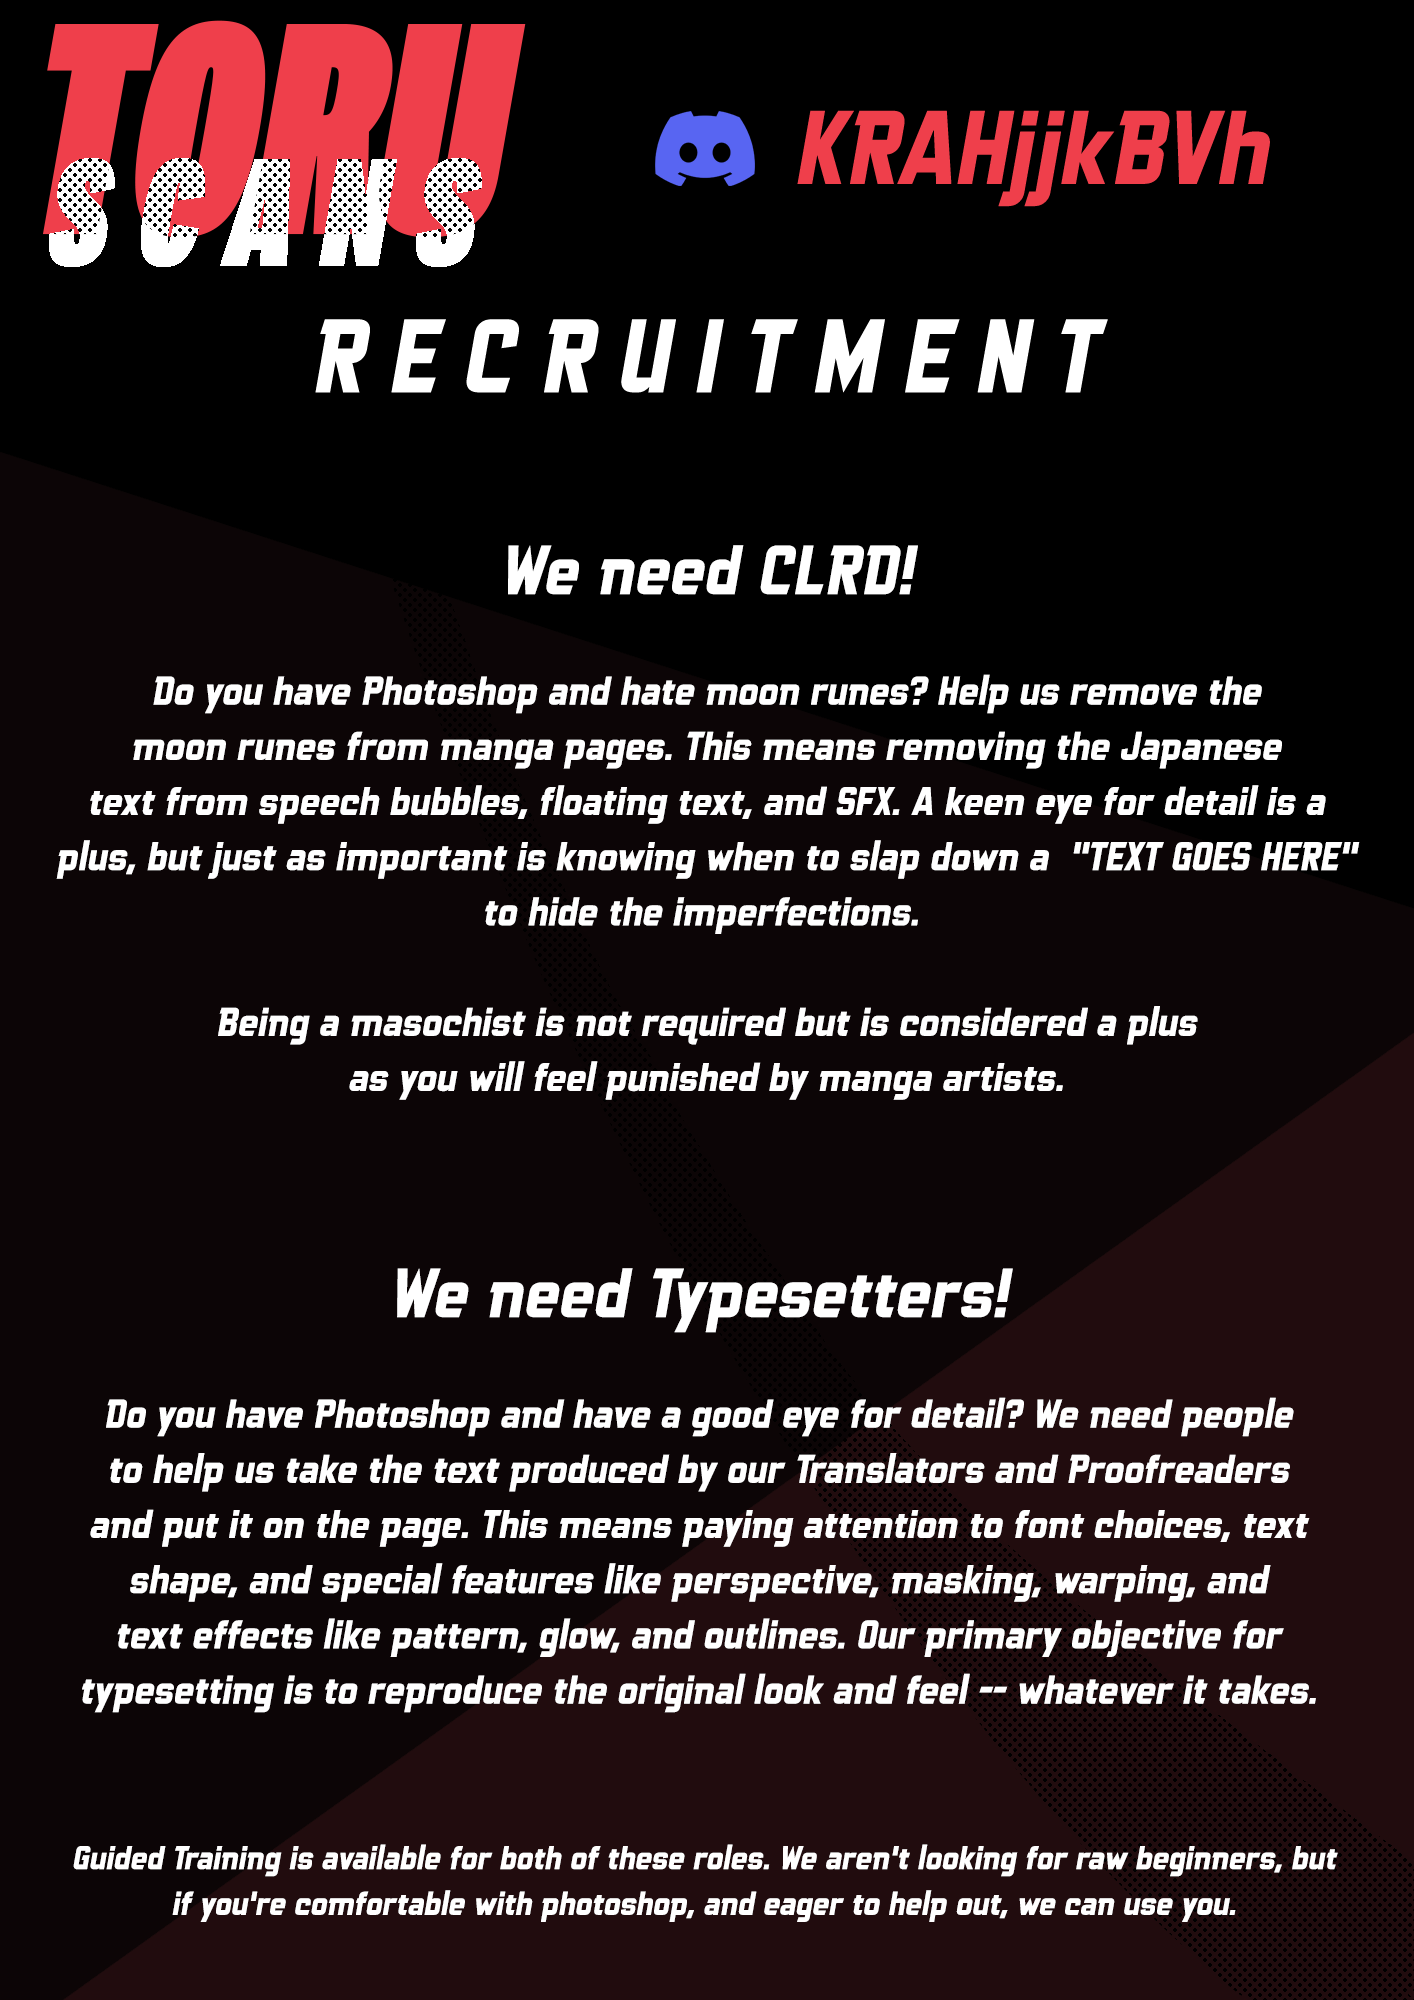 TORU
SCANS
KRAHjjkBVh
RECRUITMENT
We need CLRD!
Do you have Photoshop and hate moon runes? Help us remove the
moon runes from manga pages. This means removing the Japanese
text from speech bubbles, floating text, and SFX. A keen eye for detail is a
plus, but just as important is knowing when to slap down a "TEXT GOES HERE"
to hide the imperfections.
Being a masochist is not required but is considered a plus
as you will feel punished by manga artists.
We need Typesetters!
Do you have Photoshop and have a good eye for detail? We need people
to help us take the text produced by our Translators and Proofreaders
and put it on the page. This means paying attention to font choices, text
shape, and special features like perspective, masking, warping, and
text effects like pattern, glow, and outlines. Our primary objective for
typesetting is to reproduce the original look and feel -- whatever it takes.
Guided Training is available for both of these roles. We aren't looking for raw beginners, but
if you're comfortable with photoshop, and eager to help out, we can use you.